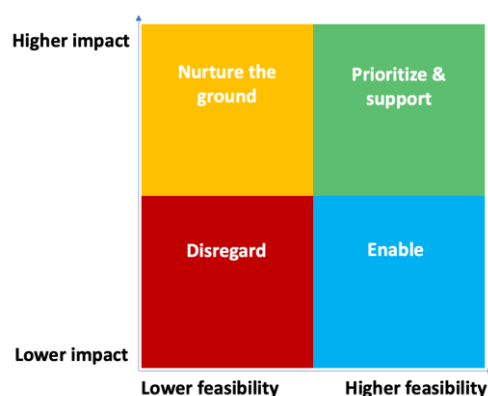 Higher impact
Nurture the
ground
Prioritize &
support
Disregard
Enable
Lower impact
Lower feasibility
Higher feasibility